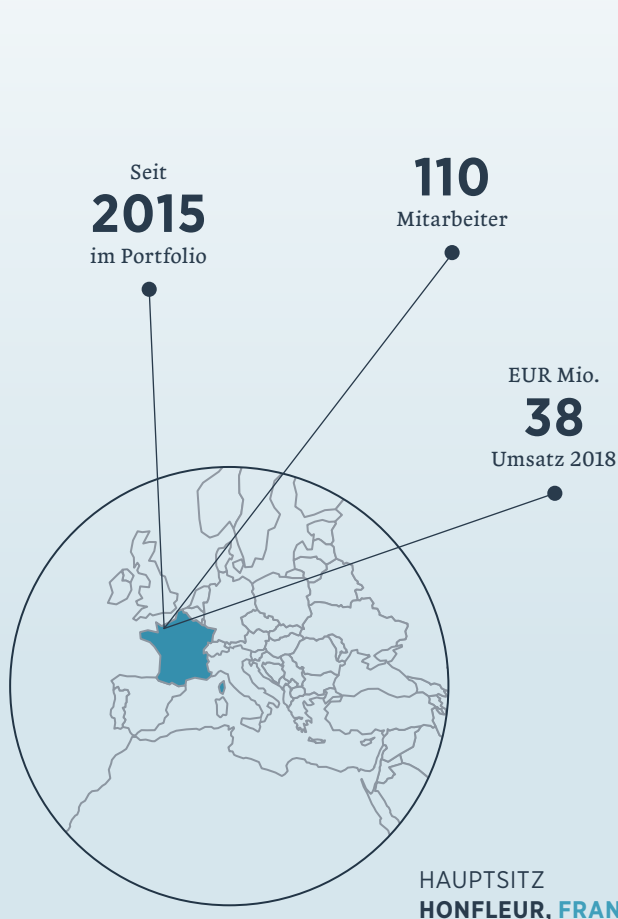 Seit
2015
im Portfolio
110
Mitarbeiter
EUR Mio.
38
Umsatz 2018
HAUPTSITZ
HONFLEUR,